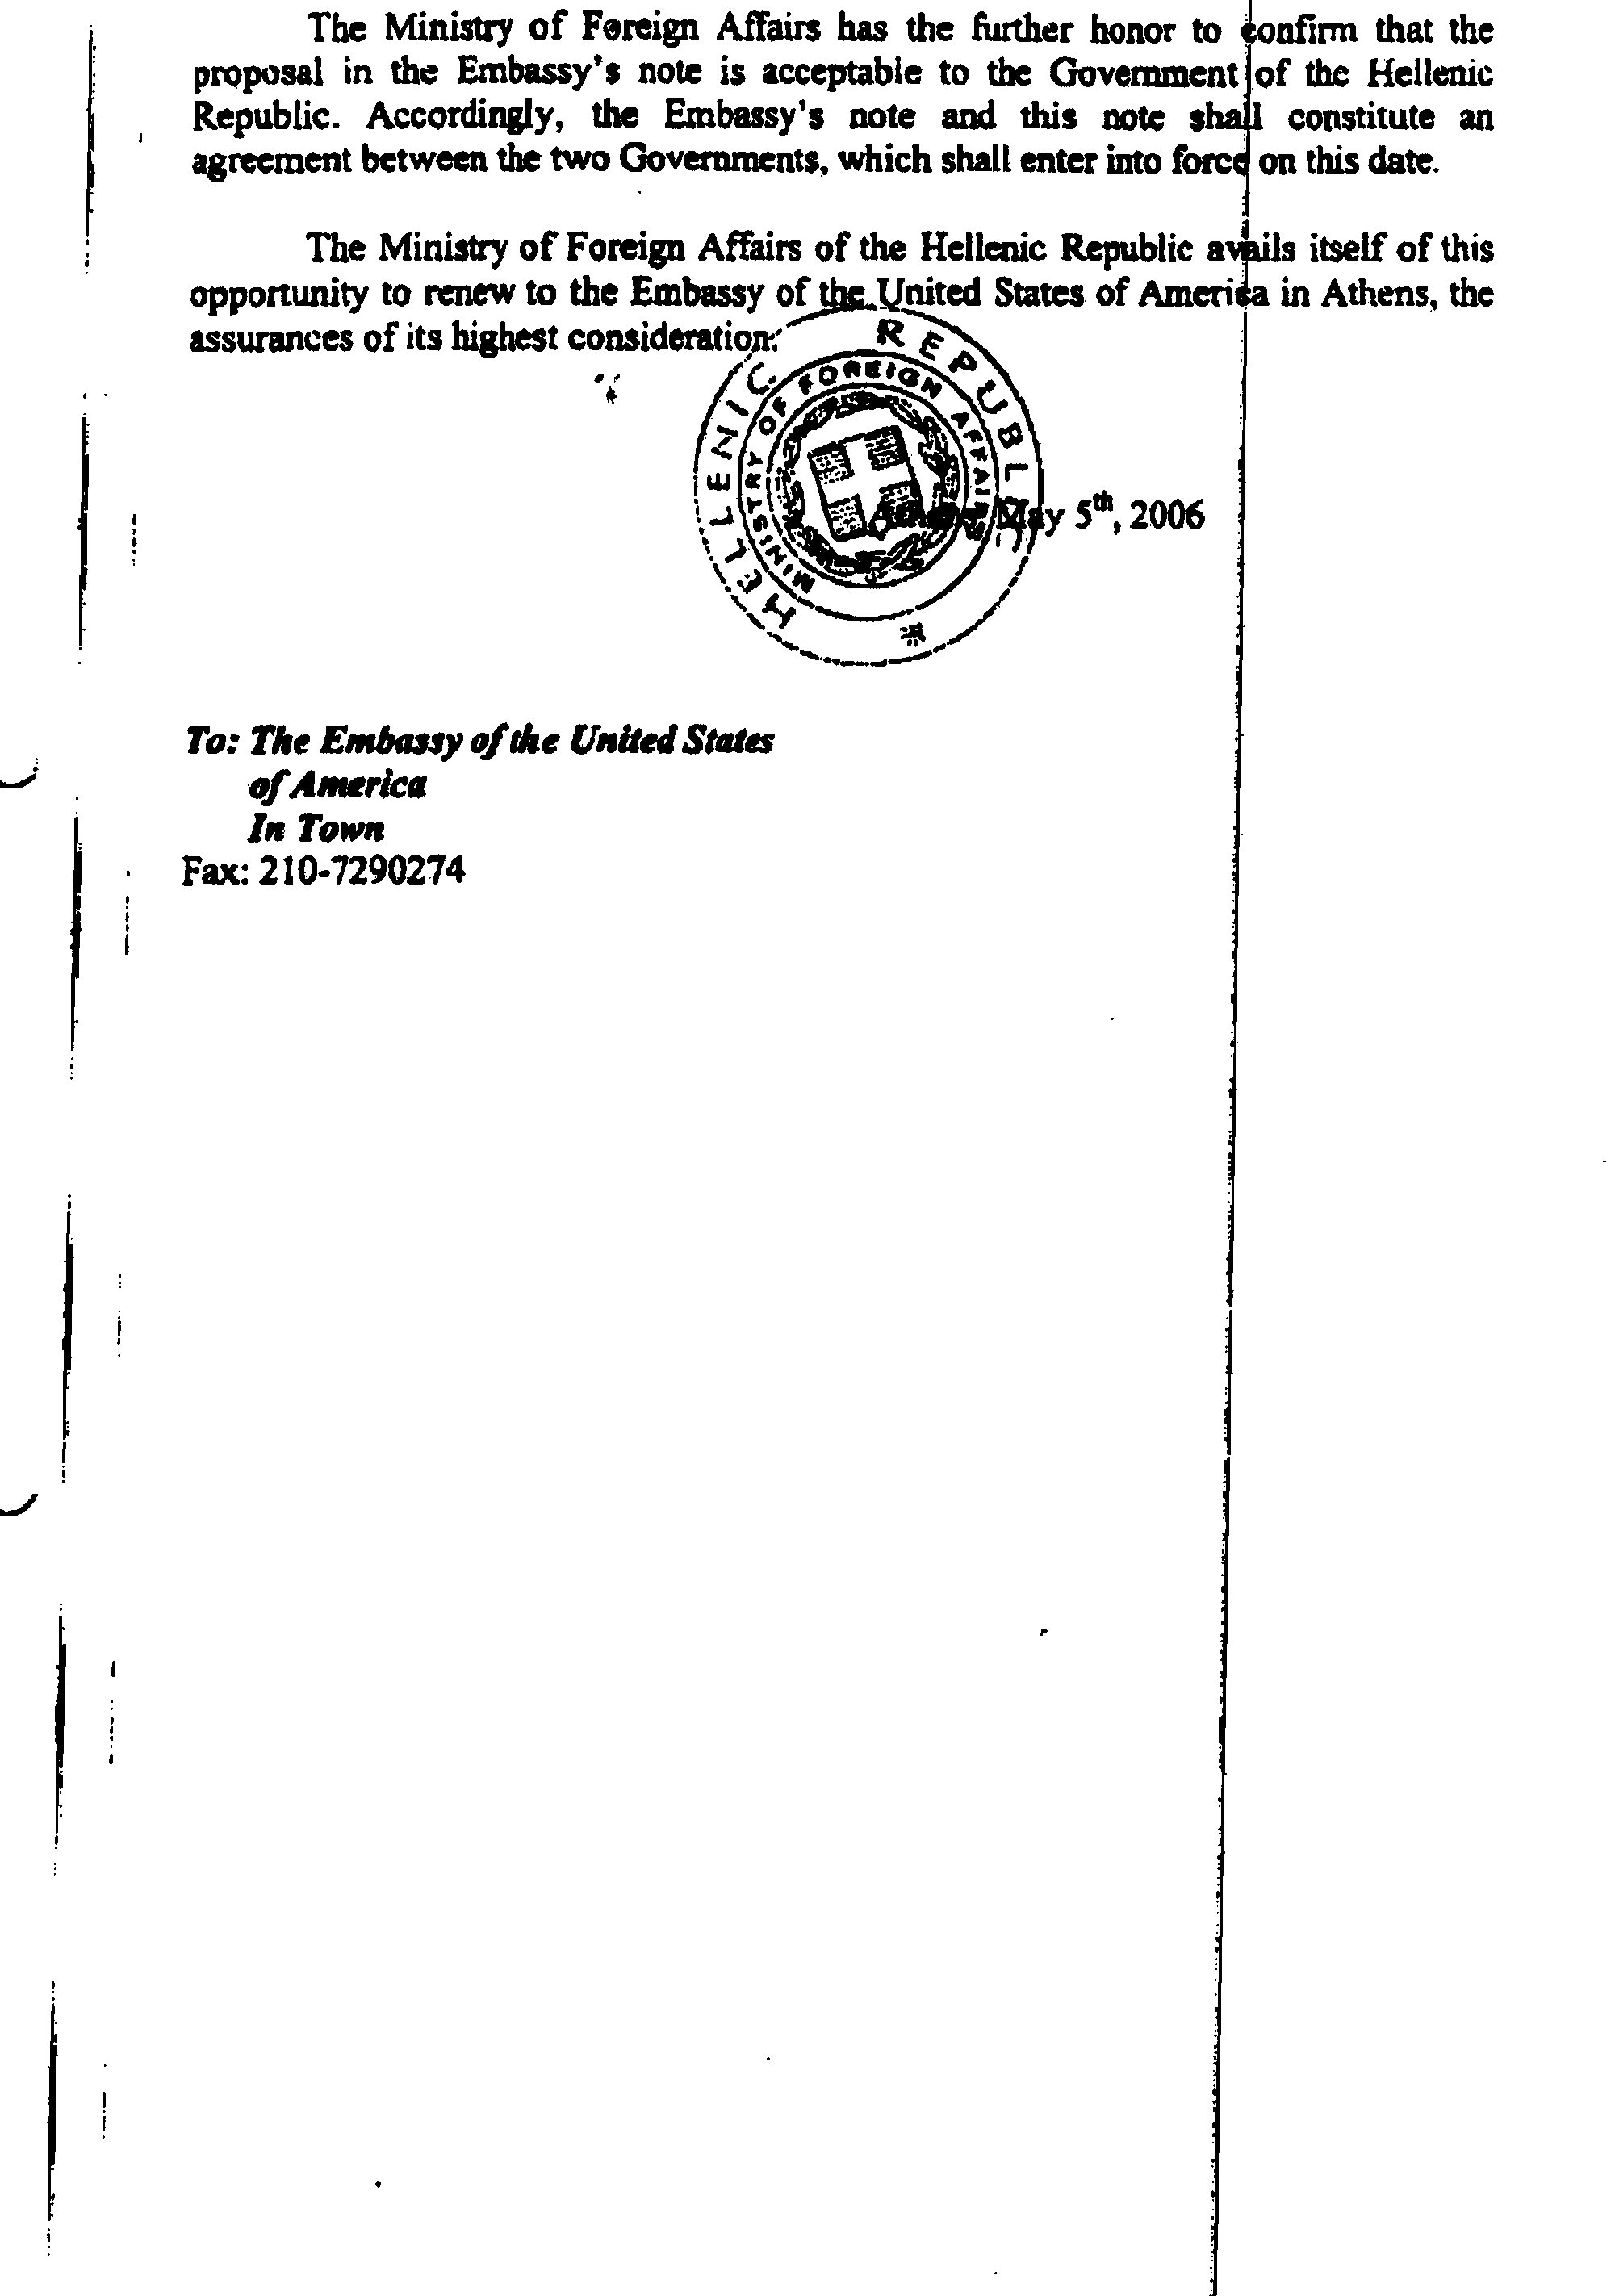 The Ministry of Foreign Affairs has the further honor to confirm that the
proposal in the Embassy's note is acceptable to the Government of the Hellenic
Republic. Accordingly, the Embassy's note and this note shall constitute an
agreement between the two Governments, which shall enter into force on this date.
The Ministry of Foreign Affairs of the Hellenic Republic avails itself of this
opportunity to renew to the Embassy of the United States of America in Athens, the
assurances of its highest consideration.
HELLENIC REPUBLIC
MINISTRY OF FOREIGN AFFAIRS
Athens, May 5th, 2006
To: The Embassy of the United States
of America
In Town
Fax: 210-7290274